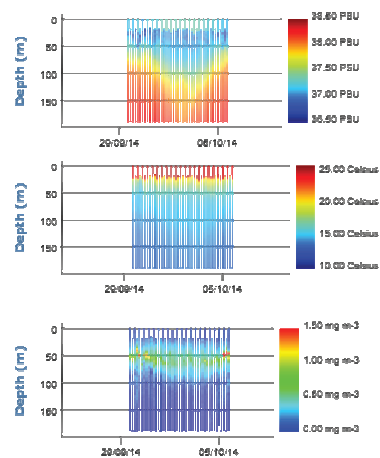 Depth (m)
0
50
100
150
29/09/14
05/10/14
38.50 PSU
38.00 PSU
37.50 PSU
37.00 PSU
36.50 PSU
Depth (m)
0
50
100
150
29/09/14
05/10/14
25.00 Celsius
20.00 Celsius
15.00 Celsius
10.00 Celsius
Depth (m)
0
50
100
150
29/09/14
05/10/14
1.50 mg m-3
1.00 mg m-3
0.50 mg m-3
0.00 mg m-3